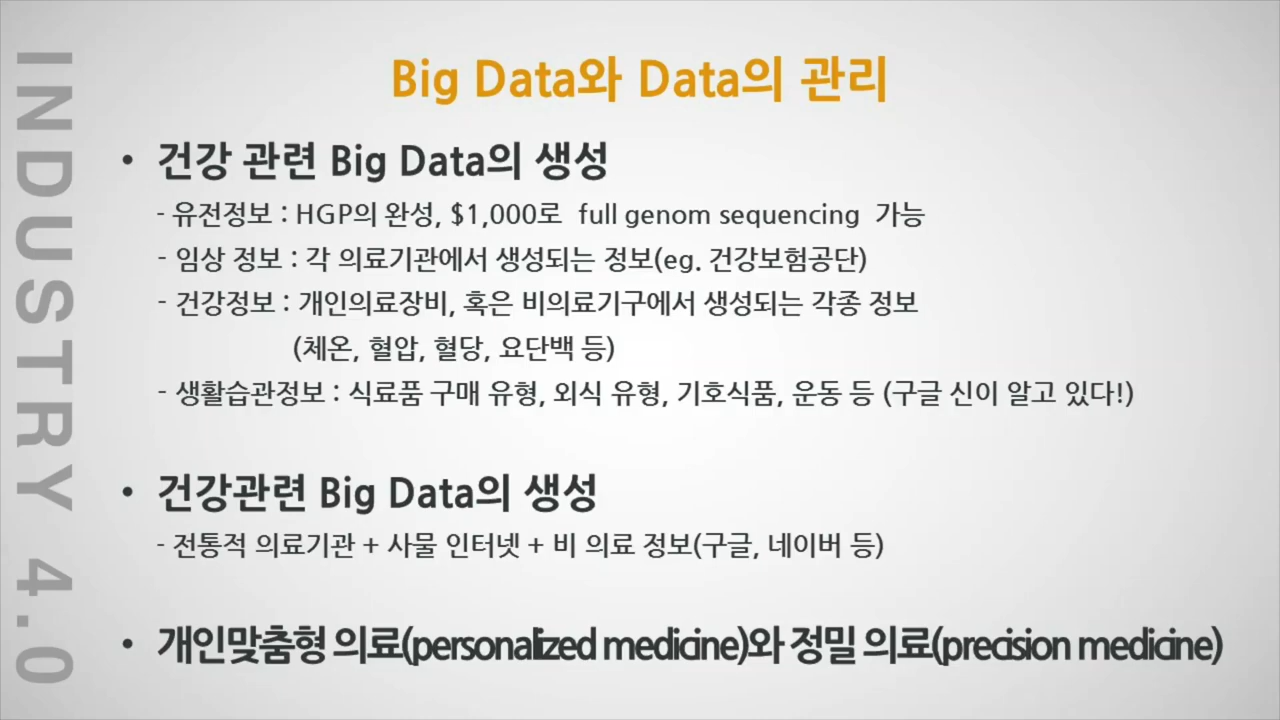 INDUSTRY 4.0
Big Data와 Data의 관리
• 건강 관련 Big Data의 생성
- 유전정보 : HGP의 완성, $1,000로 full genom sequencing 가능
- 임상 정보 : 각 의료기관에서 생성되는 정보(eg. 건강보험공단)
- 건강정보 : 개인의료장비, 혹은 비의료기구에서 생성되는 각종 정보
(체온, 혈압, 혈당, 요단백 등)
- 생활습관정보 : 식료품 구매 유형, 외식 유형, 기호식품, 운동 등 (구글 신이 알고 있다!)
• 건강관련 Big Data의 생성
- 전통적 의료기관 + 사물 인터넷 + 비 의료 정보(구글, 네이버 등)
• 개인맞춤형 의료(personalized medicine)와 정밀 의료(precision medicine)